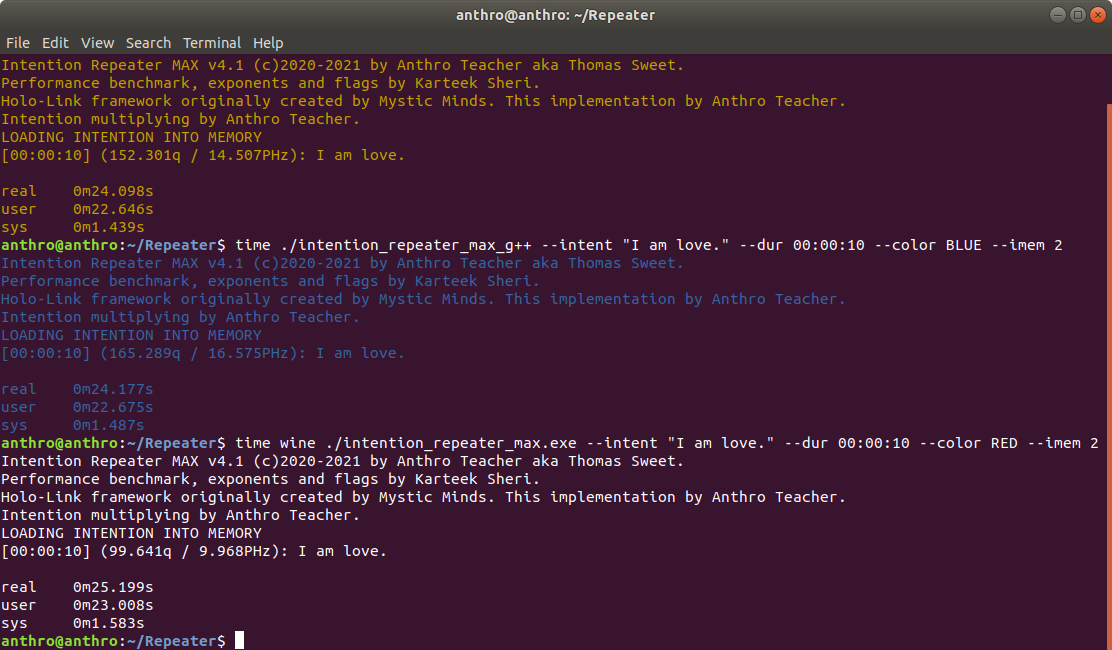 anthro@anthro: ~/Repeater
File Edit View Search Terminal Help
Intention Repeater MAX v4.1 (c)2020-2021 by Anthro Teacher aka Thomas Sweet.
Performance benchmark, exponents and flags by Karteek Sheri.
Holo-Link framework originally created by Mystic Minds. This implementation by Anthro Teacher.
Intention multiplying by Anthro Teacher.
LOADING INTENTION INTO MEMORY
[00:00:10] (152.301q / 14.507PHz): I am love.
real 0m24.098s
user 0m22.646s
sys 0m1.439s
anthro@anthro:~/Repeater$ time ./intention_repeater_max_g++ --intent "I am love." --dur 00:00:10 --color BLUE --imem 2
Intention Repeater MAX v4.1 (c)2020-2021 by Anthro Teacher aka Thomas Sweet.
Performance benchmark, exponents and flags by Karteek Sheri.
Holo-Link framework originally created by Mystic Minds. This implementation by Anthro Teacher.
Intention multiplying by Anthro Teacher.
LOADING INTENTION INTO MEMORY
[00:00:10] (165.289q / 16.575PHz): I am love.
real 0m24.177s
user 0m22.675s
sys 0m1.487s
anthro@anthro:~/Repeater$ time wine ./intention_repeater_max.exe --intent "I am love." --dur 00:00:10 --color RED --imem 2
Intention Repeater MAX v4.1 (c)2020-2021 by Anthro Teacher aka Thomas Sweet.
Performance benchmark, exponents and flags by Karteek Sheri.
Holo-Link framework originally created by Mystic Minds. This implementation by Anthro Teacher.
Intention multiplying by Anthro Teacher.
LOADING INTENTION INTO MEMORY
[00:00:10] (99.641q / 9.968PHz): I am love.
real 0m25.199s
user 0m23.008s
sys 0m1.583s
anthro@anthro:~/Repeater$